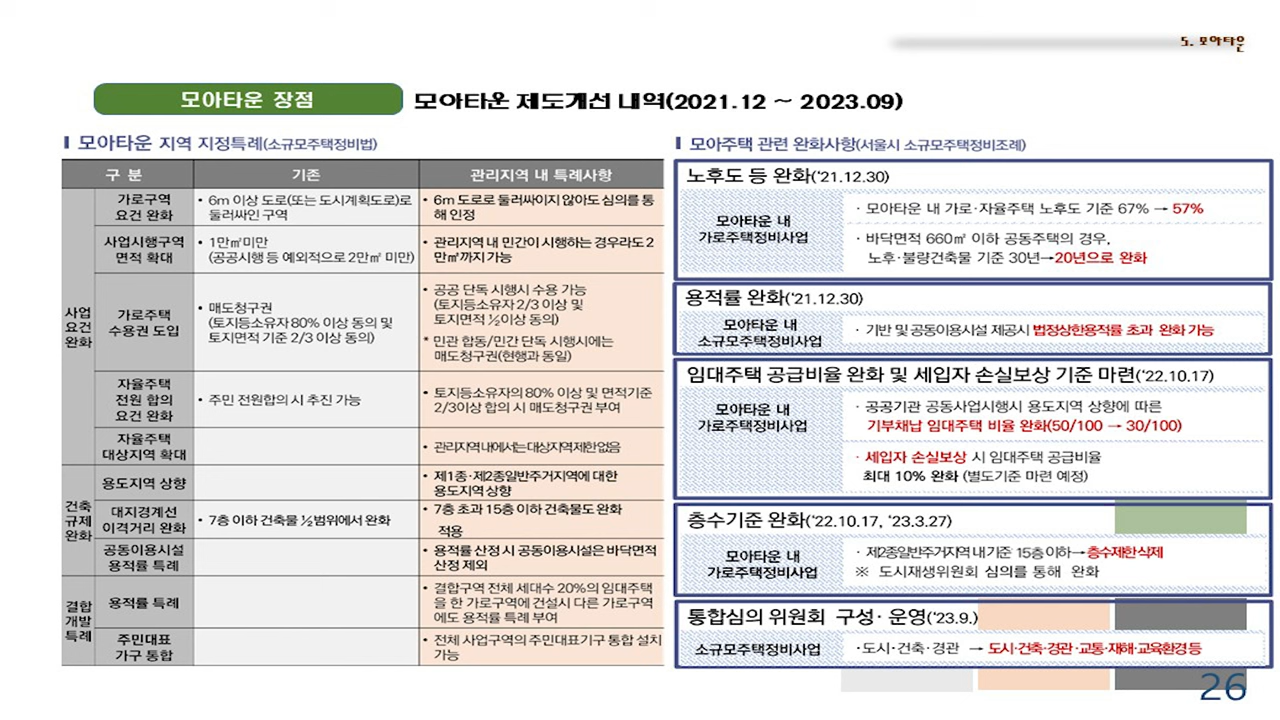 5. 모아타운
모아타운 장점
모아타운 제도개선 내역(2021.12 ~ 2023.09)
모아타운 지역 지정특례(소규모주택정비법)
구 분 기존 관리지역 내 특례사항
사업
요건
완화
가로구역
요건 완화
• 6m 이상 도로(또는 도시계획도로)로
둘러싸인 구역
• 6m 도로로 둘러싸이지 않아도 심의를 통
해 인정
사업시행구역
면적 확대
• 1만㎡미만
(공공시행 등 예외적으로 2만㎡ 미만)
• 관리지역 내 민간이 시행하는 경우라도 2
만㎡까지 가능
가로주택
수용권 도입
• 매도청구권
(토지등소유자 80% 이상 동의 및
토지면적 기준 2/3 이상 동의)
• 공공 단독 시행시 수용 가능
(토지등소유자 2/3 이상 및
토지면적 ½이상 동의)
* 민관 합동/민간 단독 시행시에는
매도청구권(현행과 동일)
자율주택
전원 합의
요건 완화
• 주민 전원합의 시 추진 가능
• 토지등소유자의 80% 이상 및 면적기준
2/3이상 합의 시 매도청구권 부여
자율주택
대상지역 확대
• 관리지역 내에서는 대상지역 제한 없음
건축
규제
완화
용도지역 상향
• 제1종·제2종일반주거지역에 대한
용도지역 상향
대지경계선
이격거리 완화
• 7층 이하 건축물 ½범위에서 완화
• 7층 초과 15층 이하 건축물도 완화
적용
공동이용시설
용적률 특례
• 용적률 산정 시 공동이용시설은 바닥면적
산정 제외
결합
개발
특례
용적률 특례
• 결합구역 전체 세대수 20%의 임대주택
을 한 가로구역에 건설시 다른 가로구역
에도 용적률 특례 부여
주민대표
기구 통합
• 전체 사업구역의 주민대표기구 통합 설치
가능
모아주택 관련 완화사항(서울시 소규모주택정비조례)
노후도 등 완화('21.12.30)
모아타운 내
가로주택정비사업
· 모아타운 내 가로·자율주택 노후도 기준 67% → 57%
· 바닥면적 660㎡ 이하 공동주택의 경우,
노후·불량건축물 기준 30년→20년으로 완화
용적률 완화('21.12.30)
모아타운 내
소규모주택정비사업
· 기반 및 공동이용시설 제공시 법정상한용적률 초과 완화 가능
임대주택 공급비율 완화 및 세입자 손실보상 기준 마련('22.10.17)
모아타운 내
가로주택정비사업
· 공공기관 공동사업시행시 용도지역 상향에 따른
기부채납 임대주택 비율 완화(50/100 → 30/100)
· 세입자 손실보상 시 임대주택 공급비율
최대 10% 완화 (별도기준 마련 예정)
층수기준 완화('22.10.17, '23.3.27)
모아타운 내
가로주택정비사업
· 제2종일반주거지역 내 기준 15층 이하→층수제한 삭제
※ 도시재생위원회 심의를 통해 완화
통합심의 위원회 구성·운영('23.9.)
소규모주택정비사업
· 도시·건축·경관 → 도시·건축·경관·교통·재해·교육환경 등
26